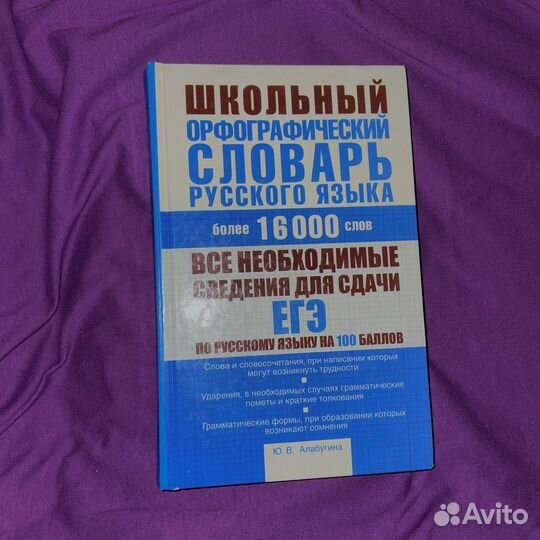 ШКОЛЬНЫЙ
ОРФОГРАФИЧЕСКИЙ
СЛОВАРЬ
РУССКОГО ЯЗЫКА
более 16000 слов
ВСЕ НЕОБХОДИМЫЕ
СВЕДЕНИЯ ДЛЯ СДАЧИ
ЕГЭ
ПО РУССКОМУ ЯЗЫКУ НА 100 БАЛЛОВ
Слова и словосочетания, при написании которых
могут возникнуть трудности
Ударения, в необходимых случаях грамматические
пометы и краткие толкования
Грамматические формы, при образовании которых
возникают сомнения
Ю. В. Алабугина
Avito